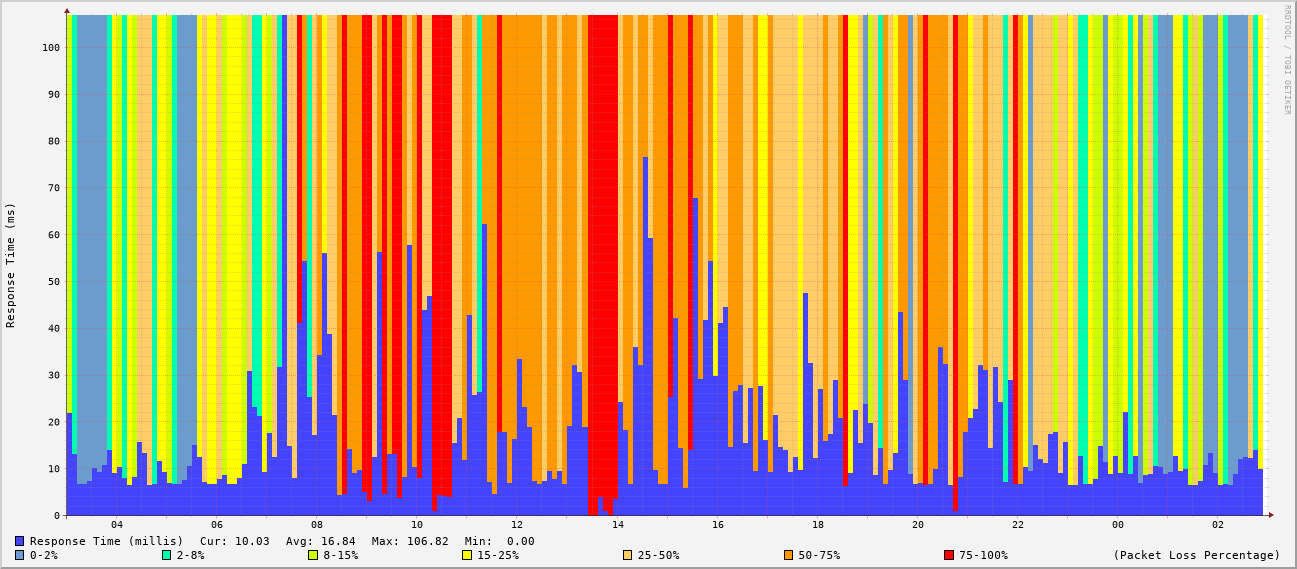 RRDTOOL / TOBI OETIKER
Response Time (ms)
100
90
80
70
60
50
40
30
20
10
0
04 06 08 10 12 14 16 18 20 22 00 02
Response Time (millis) Cur: 10.03 Avg: 16.84 Max: 106.82 Min: 0.00
0-2% 2-8% 8-15% 15-25% 25-50% 50-75% 75-100% (Packet Loss Percentage)